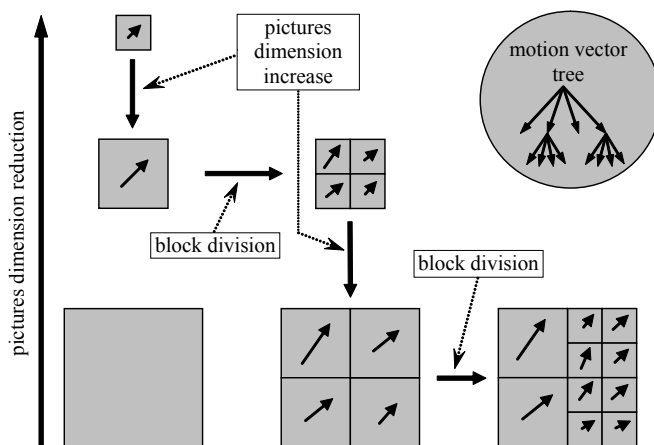 pictures
dimension
increase
motion vector
tree
block division
block division
pictures dimension reduction